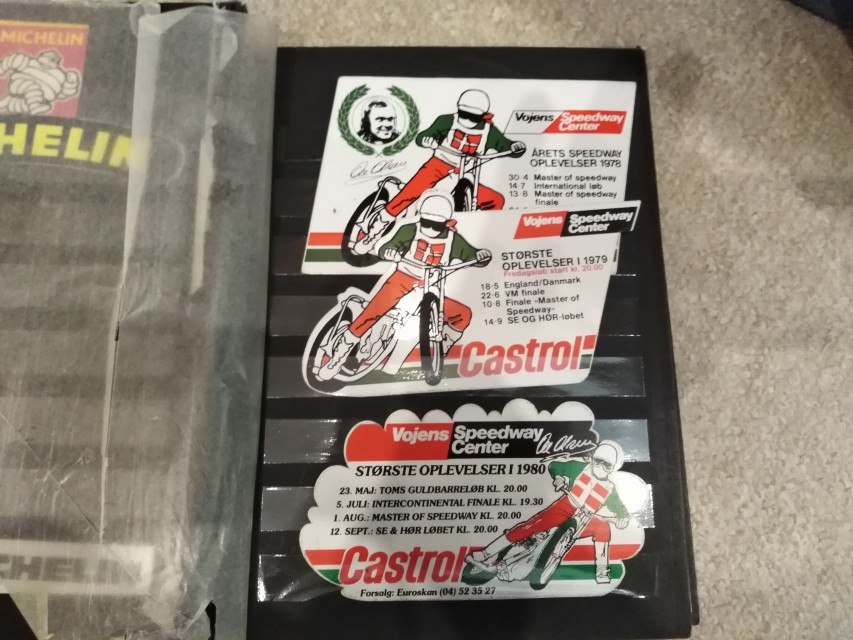 MICHELIN
HELIN
Vojens Speedway
Center
ÅRETS SPEEDWAY
OPLEVELSER 1978
30·4 Master of speedway
14·7 International løb
13·8 Master of speedway
finale
Ole Olsen
Vojens Speedway
Center
STØRSTE
OPLEVELSER I 1979
Fredagsløb start kl. 20.00
18·5 England/Danmark
22·6 VM finale
10·8 Finale »Master of
Speedway«
14·9 SE OG HØR-løbet
Castrol
Vojens Speedway
Center Ole Olsen
STØRSTE OPLEVELSER I 1980
23. MAJ: TOMS GULDBARRELØB KL. 20.00
5. JULI: INTERCONTINENTAL FINALE KL. 19.30
1. AUG.: MASTER OF SPEEDWAY KL. 20.00
12. SEPT.: SE & HØR LØBET KL. 20.00
Castrol
Forsalg: Euroskan (04) 52 35 27
CHELIN